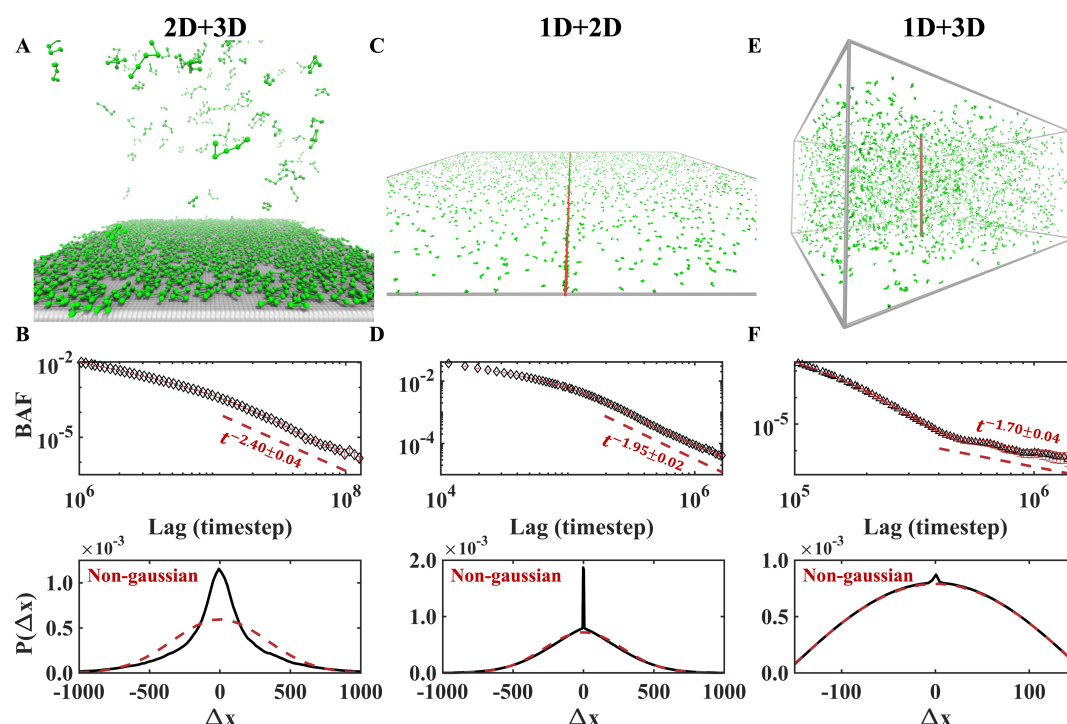 2D+3D
1D+2D
1D+3D
A
C
E
B
D
F
BAF
10^-2
10^-5
t^-2.40±0.04
10^6
10^8
Lag (timestep)
10^-2
10^-4
t^-1.95±0.02
10^4
10^6
Lag (timestep)
10^-5
t^-1.70±0.04
10^5
10^6
Lag (timestep)
×10^-3
Non-gaussian
P(Δx)
1.0
0.5
0.0
-1000
-500
0
500
1000
Δx
×10^-3
Non-gaussian
2.0
1.5
1.0
0.5
0.0
-1000
-500
0
500
1000
Δx
×10^-3
Non-gaussian
1.0
0.5
0.0
-100
0
100
Δx